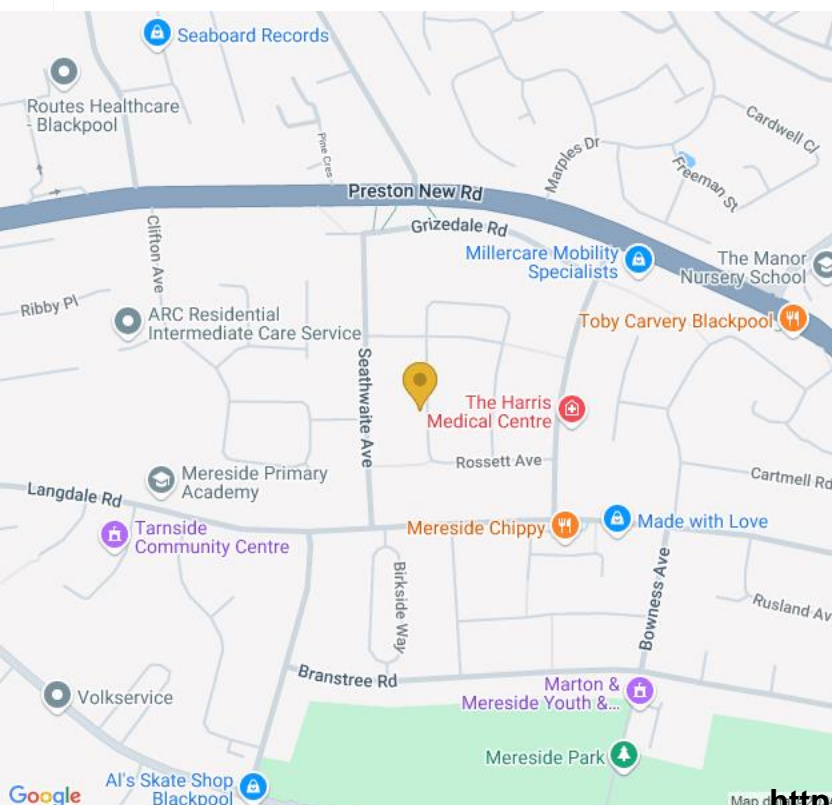 Seaboard Records
Routes Healthcare
- Blackpool
Pine Cres
Marples Dr
Cardwell Cl
Freeman St
Preston New Rd
Grizedale Rd
Clifton Ave
Millercare Mobility
Specialists
The Manor
Nursery School
Ribby Pl
ARC Residential
Intermediate Care Service
Toby Carvery Blackpool
Seathwaite Ave
The Harris
Medical Centre
Rossett Ave
Mereside Primary
Academy
Cartmell Rd
Langdale Rd
Tarnside
Community Centre
Mereside Chippy
Made with Love
Birkside Way
Bowness Ave
Rusland Av
Branstree Rd
Volkservice
Marton &
Mereside Youth &...
Mereside Park
Al's Skate Shop
Blackpool
Google
Map d
http